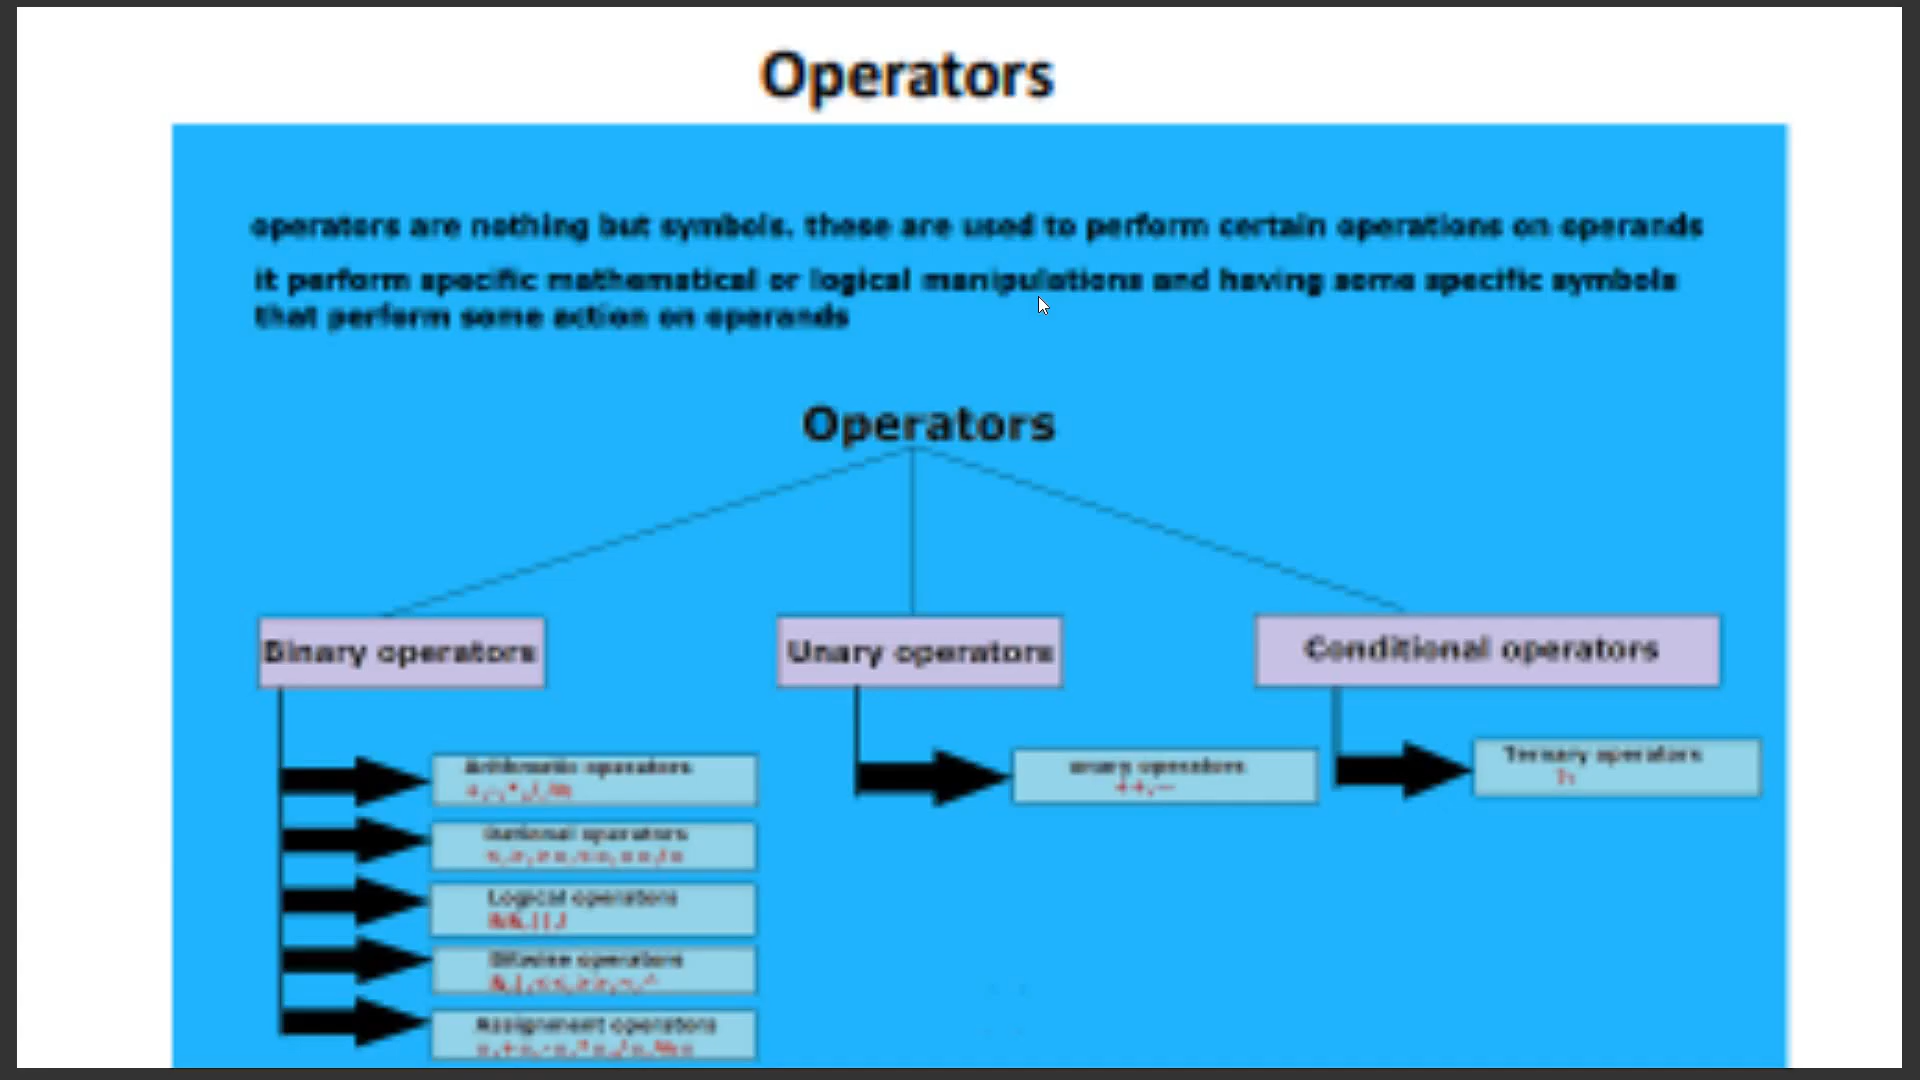 Operators
operators are nothing but symbols. these are used to perform certain operations on operands
it perform specific mathematical or logical manipulations and having some specific symbols
that perform some action on operands
Operators
Binary operators
Unary operators
Conditional operators
Arithmetic operators
+,-,*,/,%
operators
Logical operators
&&,||,!
Bitwise operators
Assignment operators
unary operators
++,--
Ternary operators